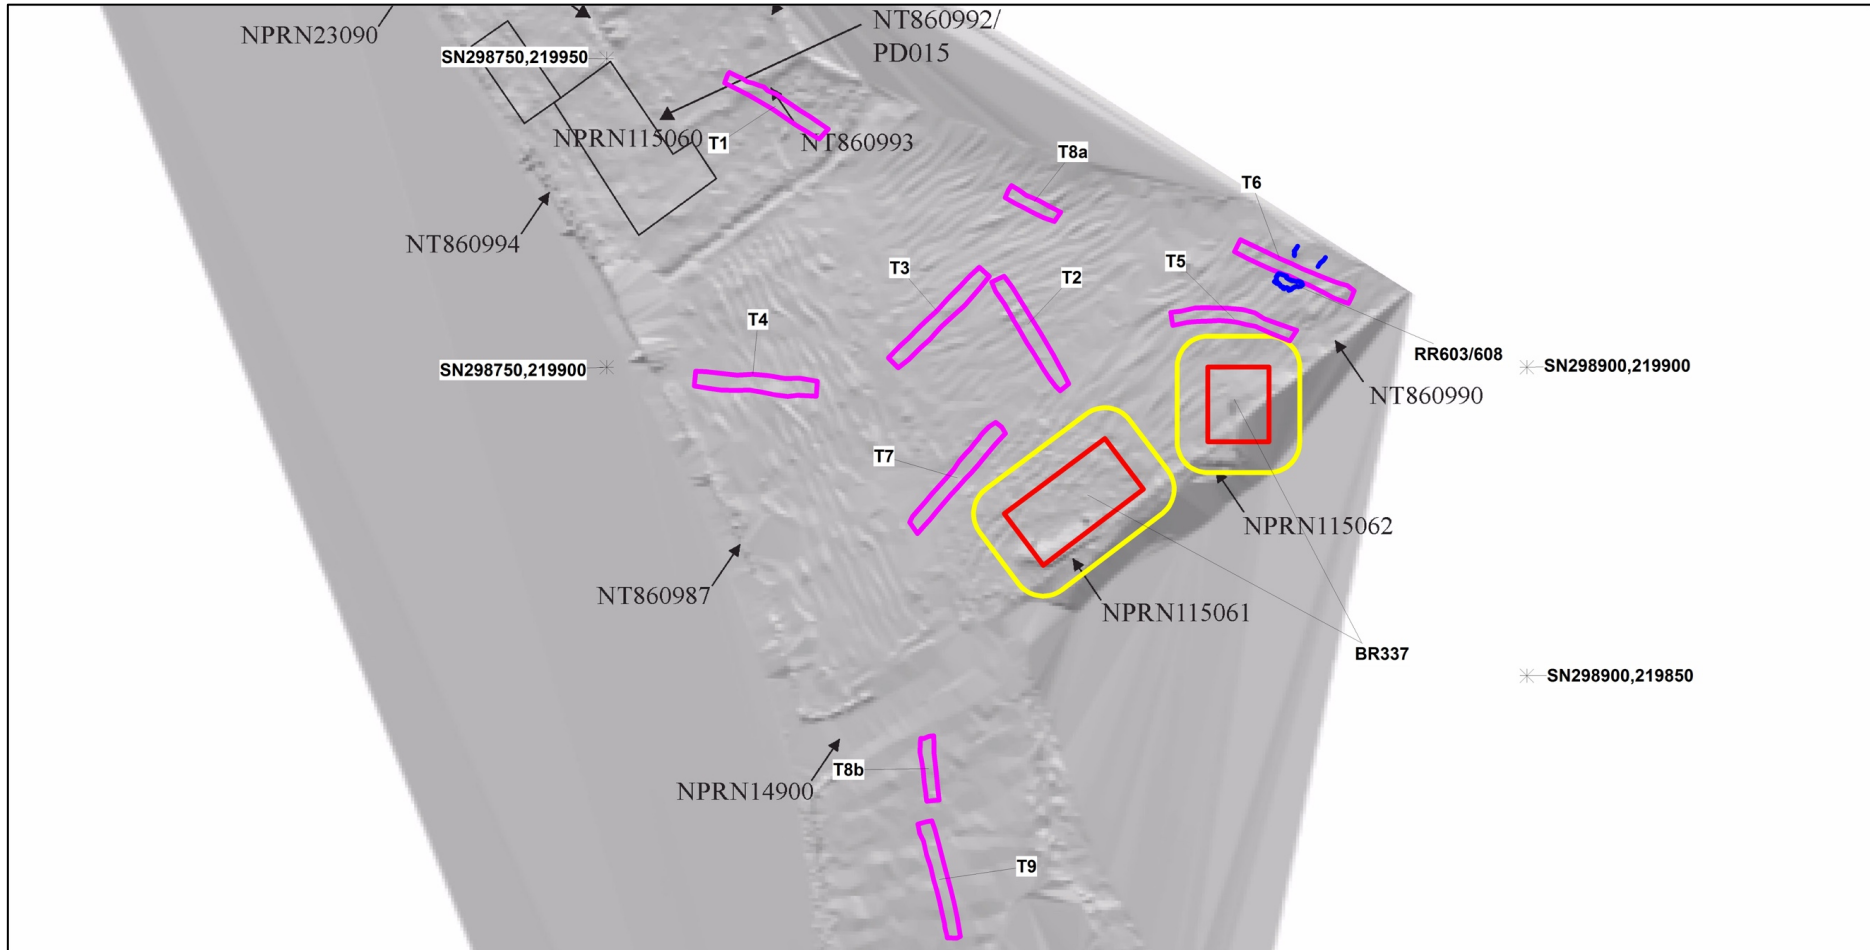 NT860992/
PD015
NPRN23090
SN298750,219950
NPRN115060
T1
NT860993
T8a
T6
NT860994
T3
T2
T5
T4
RR603/608
SN298750,219900
SN298900,219900
NT860990
T7
NPRN115062
NT860987
NPRN115061
BR337
SN298900,219850
T8b
NPRN14900
T9